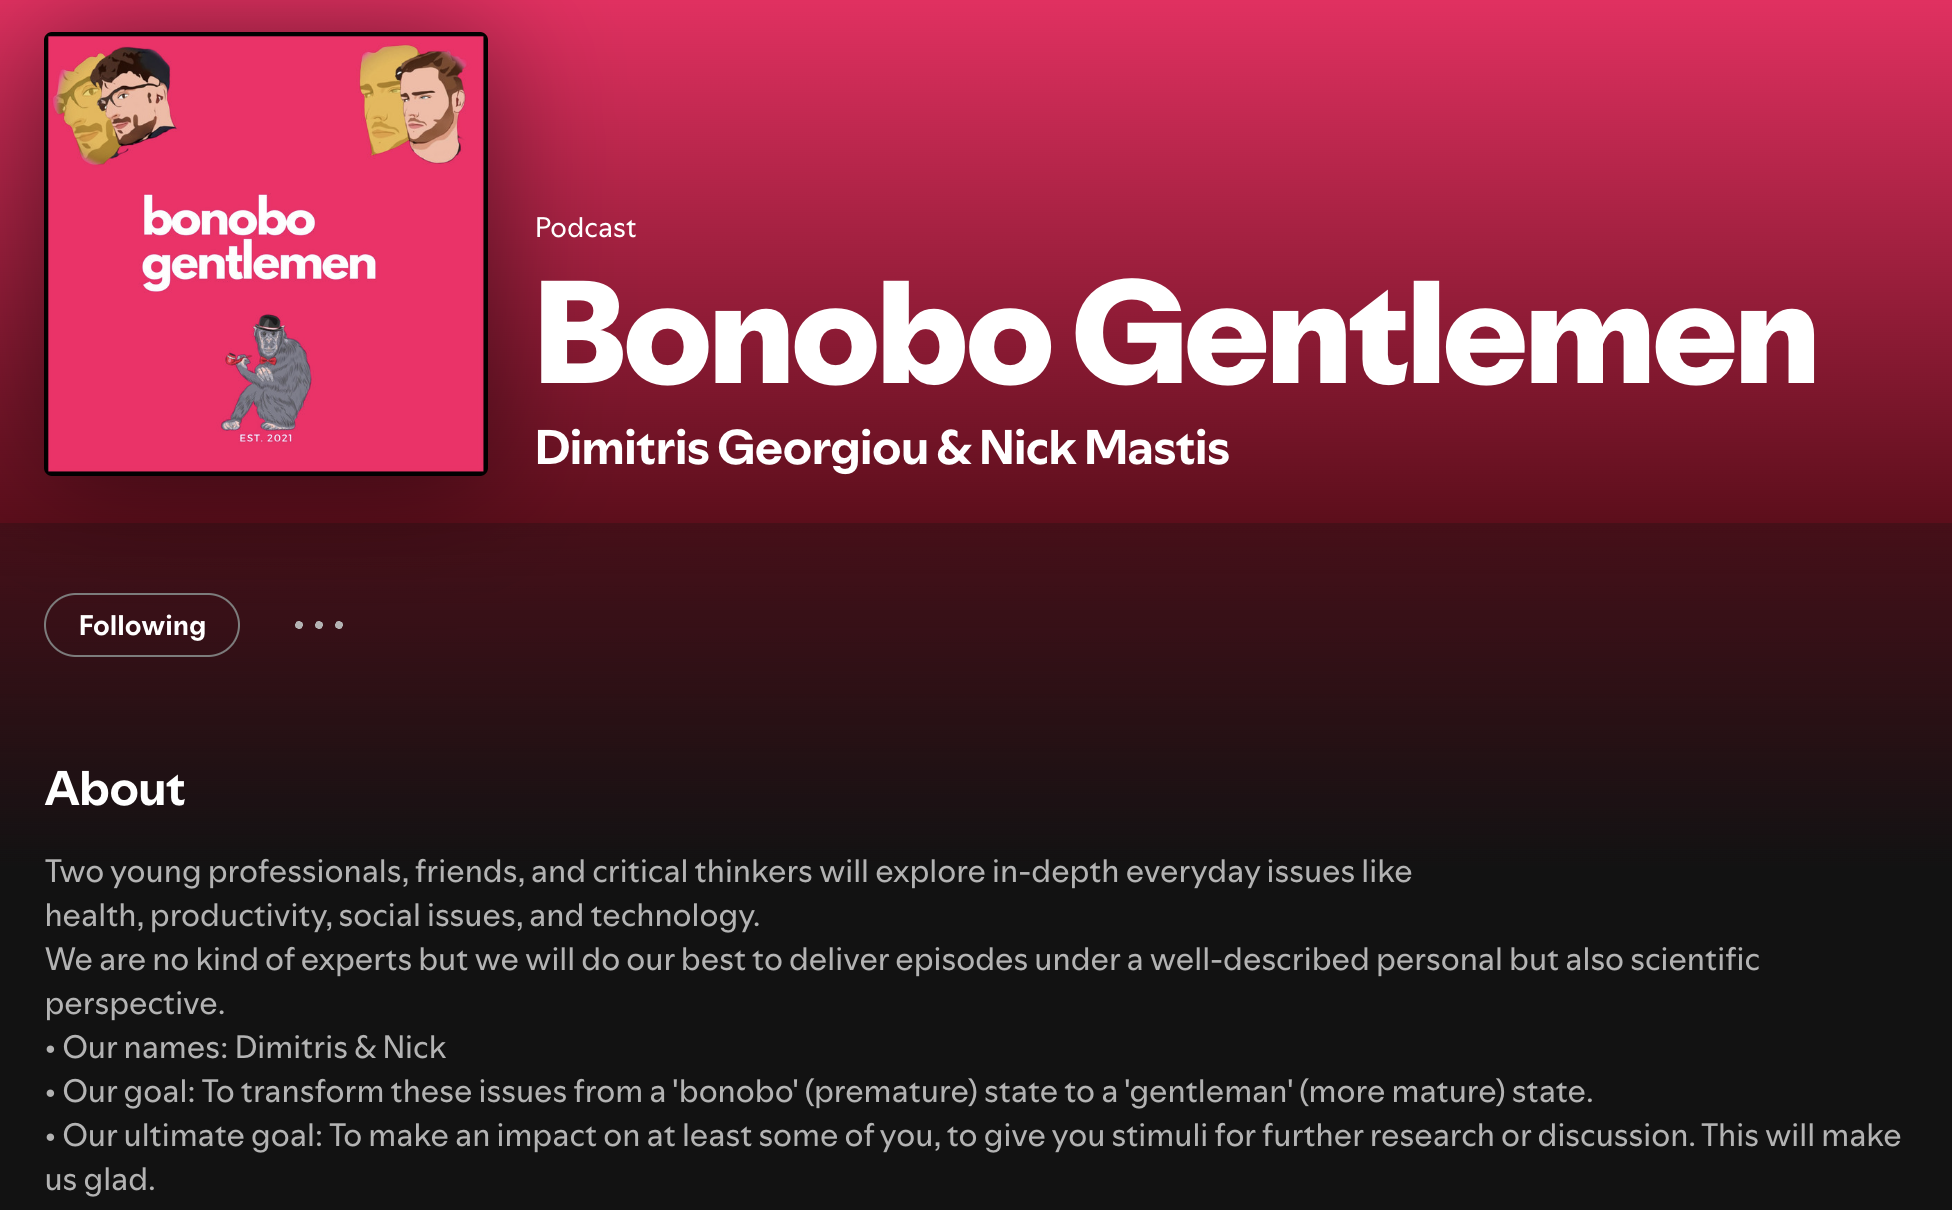 bonobo
gentlemen
EST. 2021
Podcast
Bonobo Gentlemen
Dimitris Georgiou & Nick Mastis
Following
About
Two young professionals, friends, and critical thinkers will explore in-depth everyday issues like
health, productivity, social issues, and technology.
We are no kind of experts but we will do our best to deliver episodes under a well-described personal but also scientific
perspective.
• Our names: Dimitris & Nick
• Our goal: To transform these issues from a 'bonobo' (premature) state to a 'gentleman' (more mature) state.
• Our ultimate goal: To make an impact on at least some of you, to give you stimuli for further research or discussion. This will make
us glad.